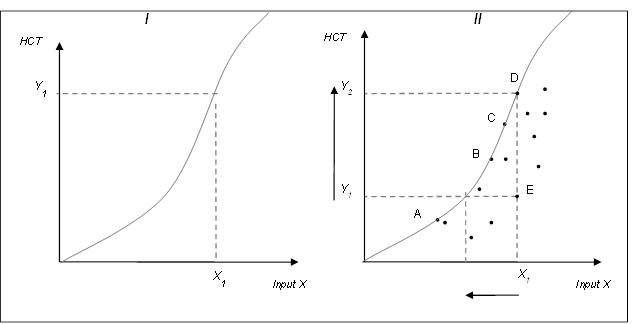 I
HCT
Y1
X1
Input X
II
HCT
Y2
D
C
B
Y1
E
A
X1
Input X